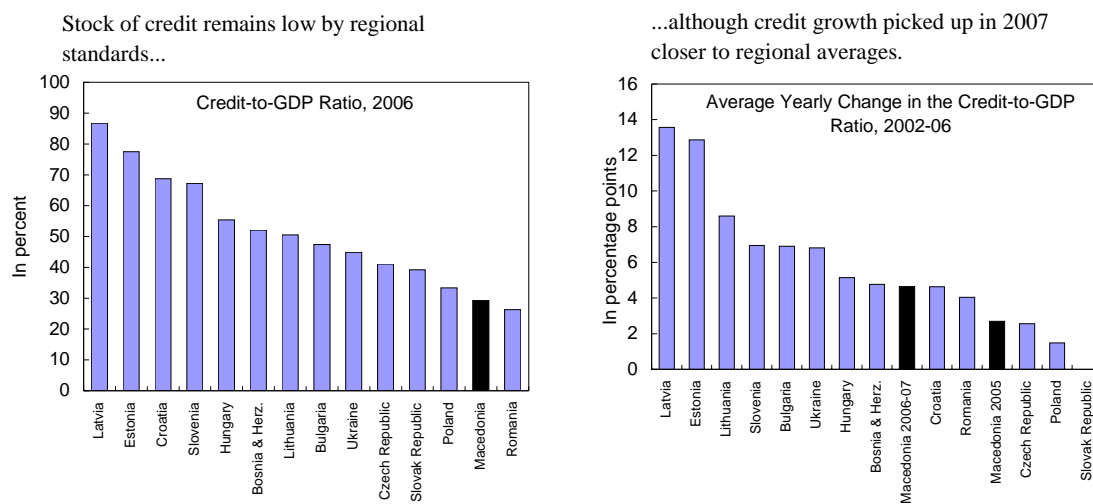 Stock of credit remains low by regional
standards...
Credit-to-GDP Ratio, 2006
In percent
100
90
80
70
60
50
40
30
20
10
0
Latvia
Estonia
Croatia
Slovenia
Hungary
Bosnia & Herz.
Lithuania
Bulgaria
Ukraine
Czech Republic
Slovak Republic
Poland
Macedonia
Romania
...although credit growth picked up in 2007
closer to regional averages.
Average Yearly Change in the Credit-to-GDP
Ratio, 2002-06
In percentage points
16
14
12
10
8
6
4
2
0
Latvia
Estonia
Lithuania
Slovenia
Bulgaria
Ukraine
Hungary
Bosnia & Herz.
Macedonia 2006-07
Croatia
Romania
Macedonia 2005
Czech Republic
Poland
Slovak Republic